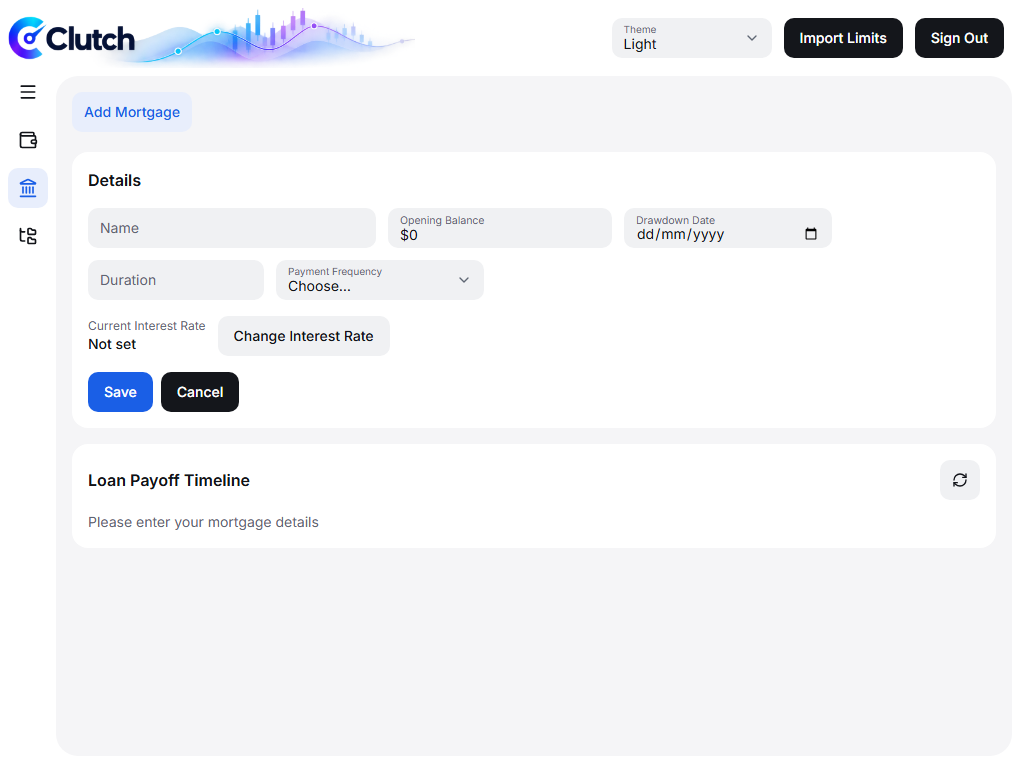 Clutch
Theme
Light
Import Limits
Sign Out
Add Mortgage
Details
Name
Opening Balance
$0
Drawdown Date
dd/mm/yyyy
Duration
Payment Frequency
Choose...
Current Interest Rate
Not set
Change Interest Rate
Save
Cancel
Loan Payoff Timeline
Please enter your mortgage details